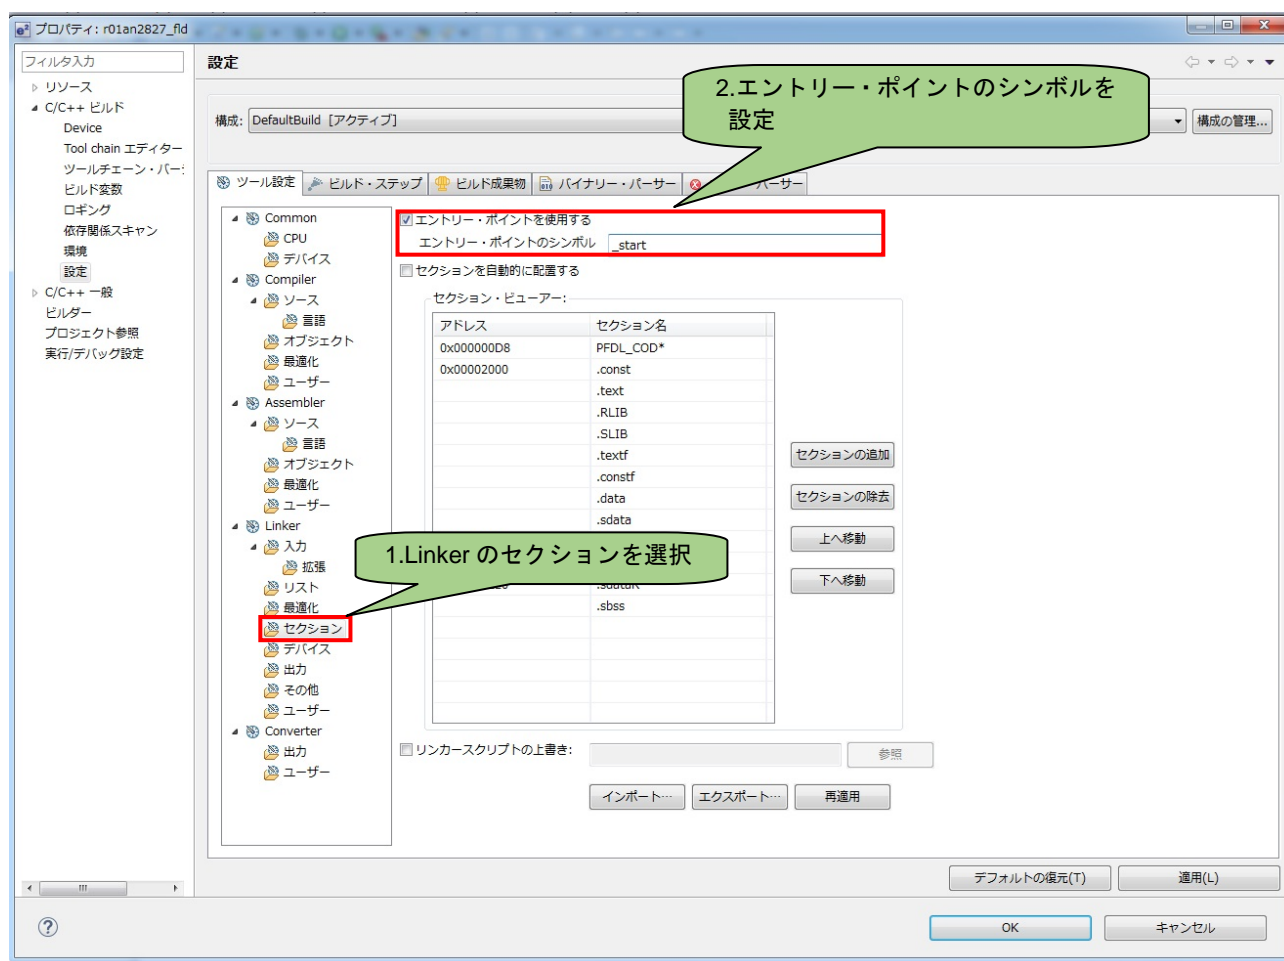 プロパティ: r01an2827_fld
フィルタ入力
リソース
C/C++ ビルド
Device
Tool chain エディター
ツールチェーン・バー
ビルド変数
ロギング
依存関係スキャン
環境
設定
C/C++ 一般
ビルダー
プロジェクト参照
実行/デバッグ設定
設定
2.エントリー・ポイントのシンボルを
設定
構成: DefaultBuild [アクティブ]
構成の管理...
ツール設定 ビルド・ステップ ビルド成果物 バイナリー・パーサー パーサー
Common
CPU
デバイス
Compiler
ソース
言語
オブジェクト
最適化
ユーザー
Assembler
ソース
言語
オブジェクト
最適化
ユーザー
Linker
入力
拡張
リスト
最適化
セクション
デバイス
出力
その他
ユーザー
Converter
出力
ユーザー
エントリー・ポイントを使用する
エントリー・ポイントのシンボル _start
セクションを自動的に配置する
セクション・ビューアー:
アドレス セクション名
0x000000D8 PFDL_COD*
0x00002000 .const
.text
.RLIB
.SLIB
.textf
.constf
.data
.sdata
1.Linker のセクションを選択
.sbss
セクションの追加
セクションの除去
上へ移動
下へ移動
リンカースクリプトの上書き:
参照
インポート… エクスポート… 再適用
デフォルトの復元(T) 適用(L)
OK キャンセル